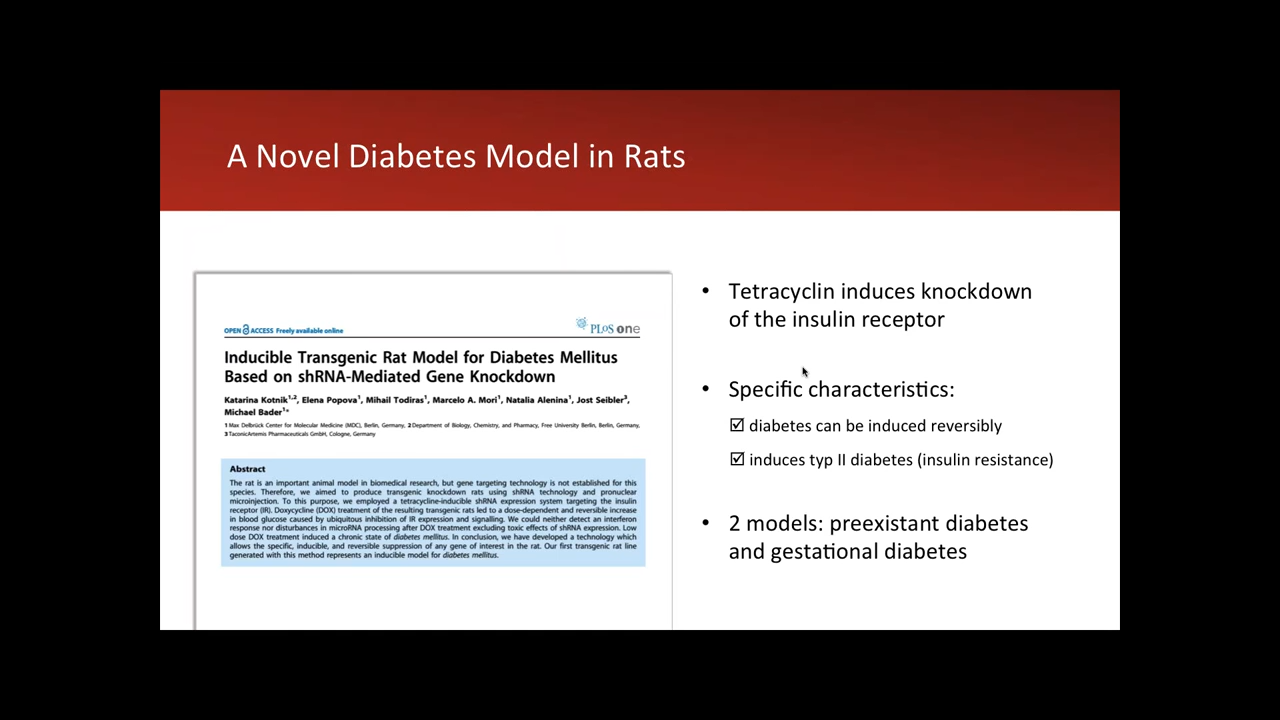 A Novel Diabetes Model in Rats
OPEN ACCESS Freely available online
PLoS one
Inducible Transgenic Rat Model for Diabetes Mellitus
Based on shRNA-Mediated Gene Knockdown
Katarina Kotnik1,2, Elena Popova1, Mihail Todiras1, Marcelo A. Mori1, Natalia Alenina1, Jost Seibler3,
Michael Bader1*
1 Max Delbrück Center for Molecular Medicine (MDC), Berlin, Germany, 2 Department of Biology, Chemistry, and Pharmacy, Free University Berlin, Berlin, Germany,
3 TaconicArtemis Pharmaceuticals GmbH, Cologne, Germany
Abstract
The rat is an important animal model in biomedical research, but gene targeting technology is not established for this
species. Therefore, we aimed to produce transgenic knockdown rats using shRNA technology and pronuclear
microinjection. To this purpose, we employed a tetracycline-inducible shRNA expression system targeting the insulin
receptor (IR). Doxycycline (DOX) treatment of the resulting transgenic rats led to a dose-dependent and reversible increase
in blood glucose caused by ubiquitous inhibition of IR expression and signalling. We could neither detect an interferon
response nor disturbances in microRNA processing after DOX treatment excluding toxic effects of shRNA expression. Low
dose DOX treatment induced a chronic state of diabetes mellitus. In conclusion, we have developed a technology which
allows the specific, inducible, and reversible suppression of any gene of interest in the rat. Our first transgenic rat line
generated with this method represents an inducible model for diabetes mellitus.
• Tetracyclin induces knockdown
of the insulin receptor
• Specific characteristics:
☑ diabetes can be induced reversibly
☑ induces typ II diabetes (insulin resistance)
• 2 models: preexistant diabetes
and gestational diabetes